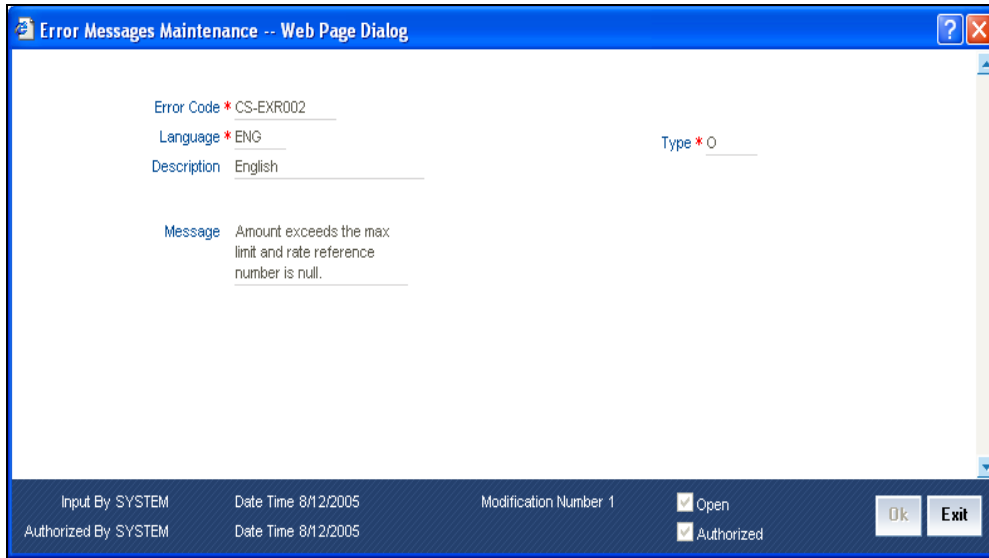 Error Messages Maintenance -- Web Page Dialog
?
Error Code * CS-EXR002
Language * ENG
Type * O
Description English
Message Amount exceeds the max
limit and rate reference
number is null.
Input By SYSTEM Date Time 8/12/2005 Modification Number 1 Open
Authorized By SYSTEM Date Time 8/12/2005 Authorized
Ok Exit